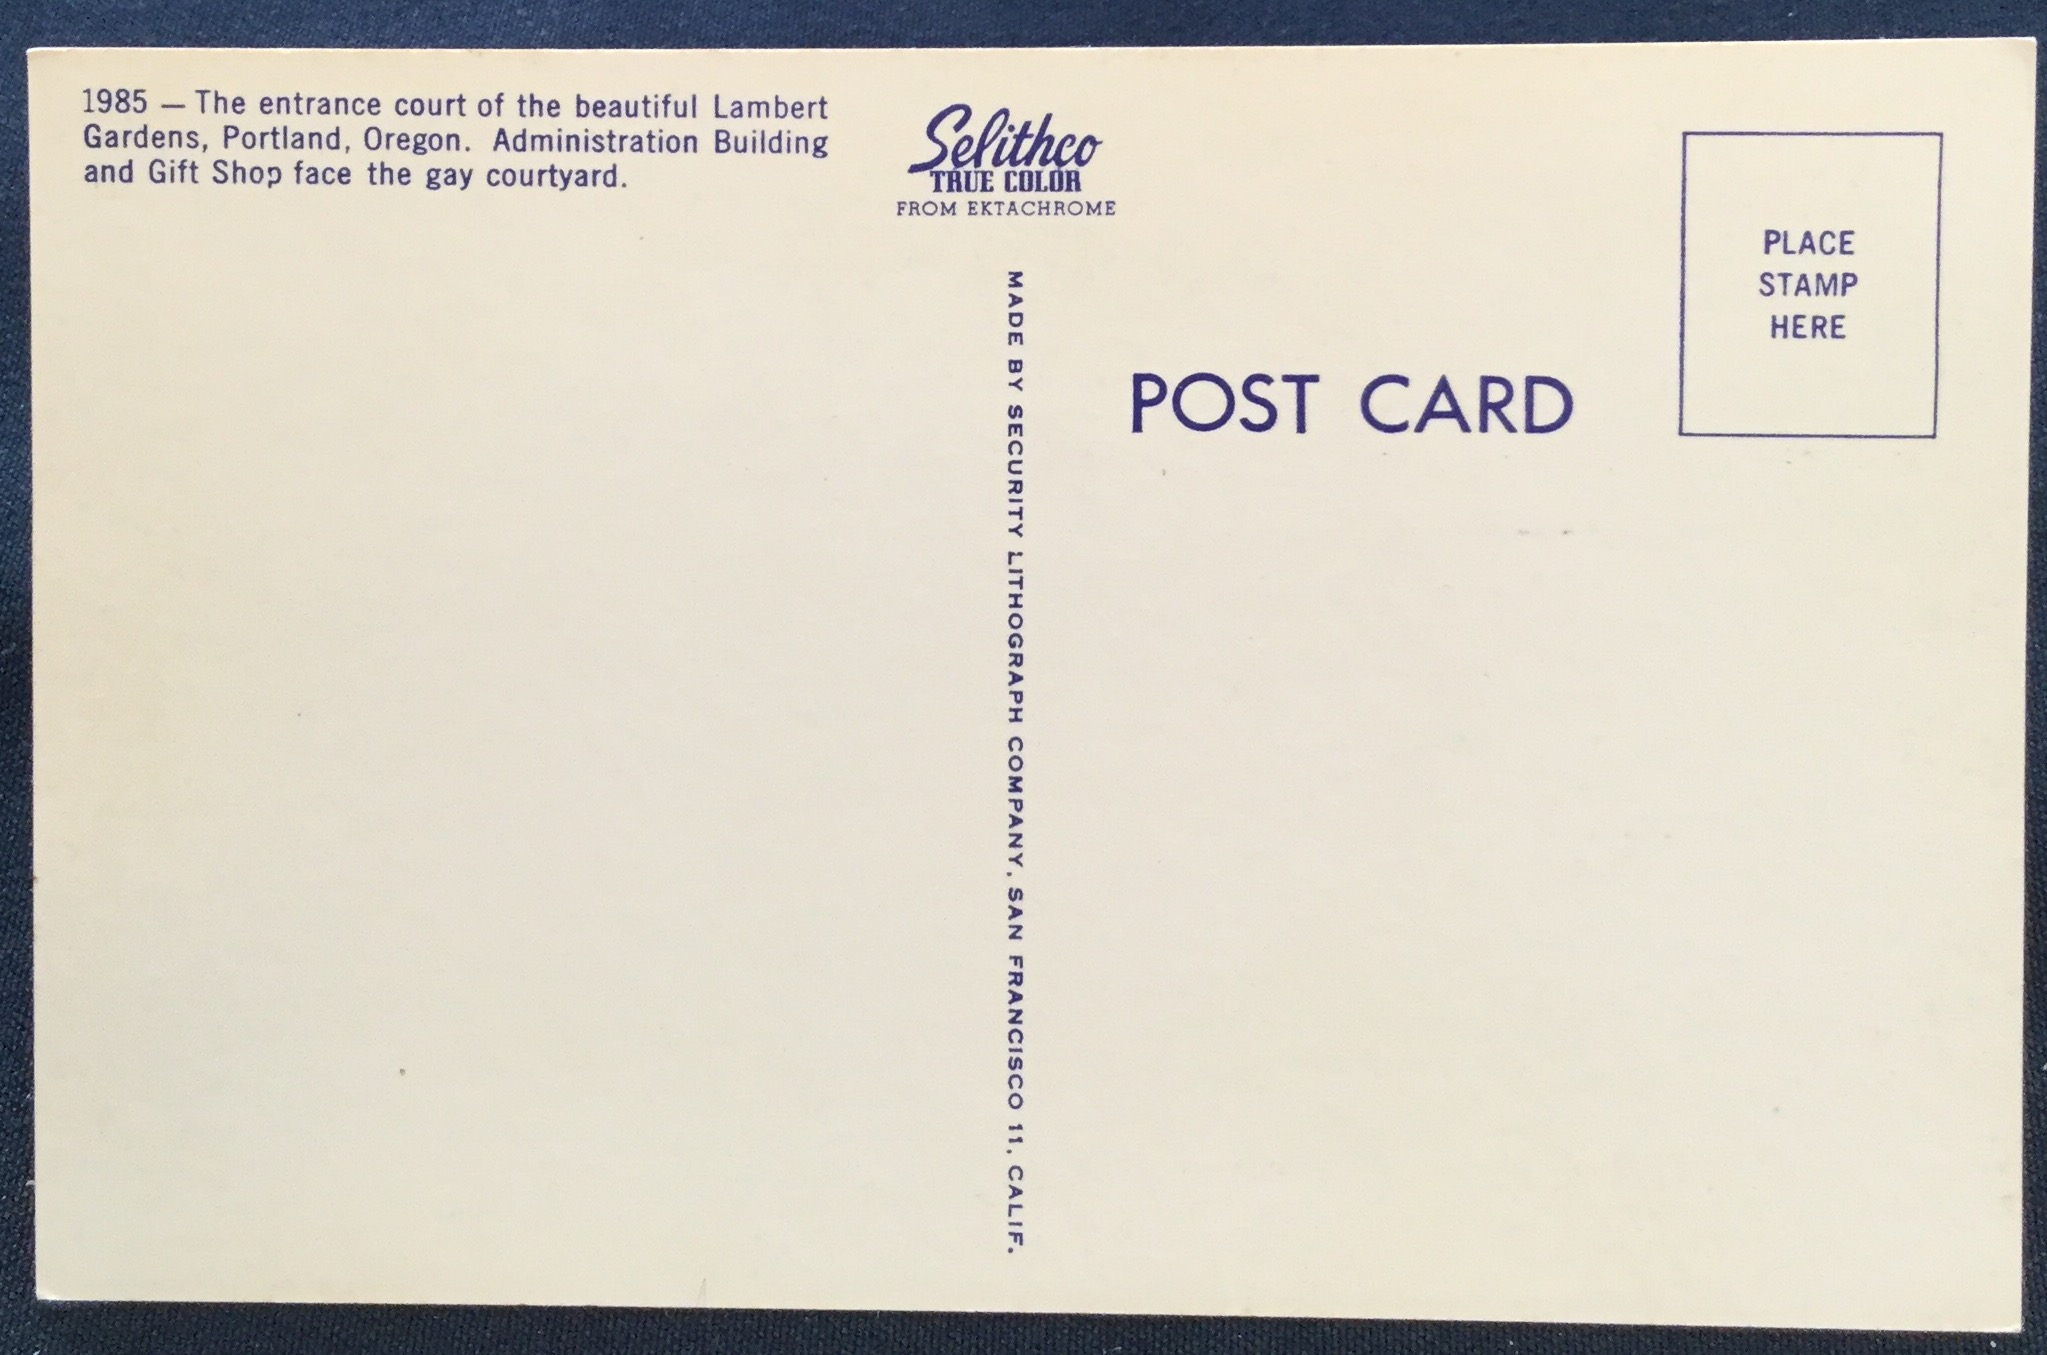 1985 — The entrance court of the beautiful Lambert
Gardens, Portland, Oregon. Administration Building
and Gift Shop face the gay courtyard.
Selithco
TRUE COLOR
FROM EKTACHROME
MADE BY SECURITY LITHOGRAPH COMPANY, SAN FRANCISCO 11, CALIF.
POST CARD
PLACE
STAMP
HERE